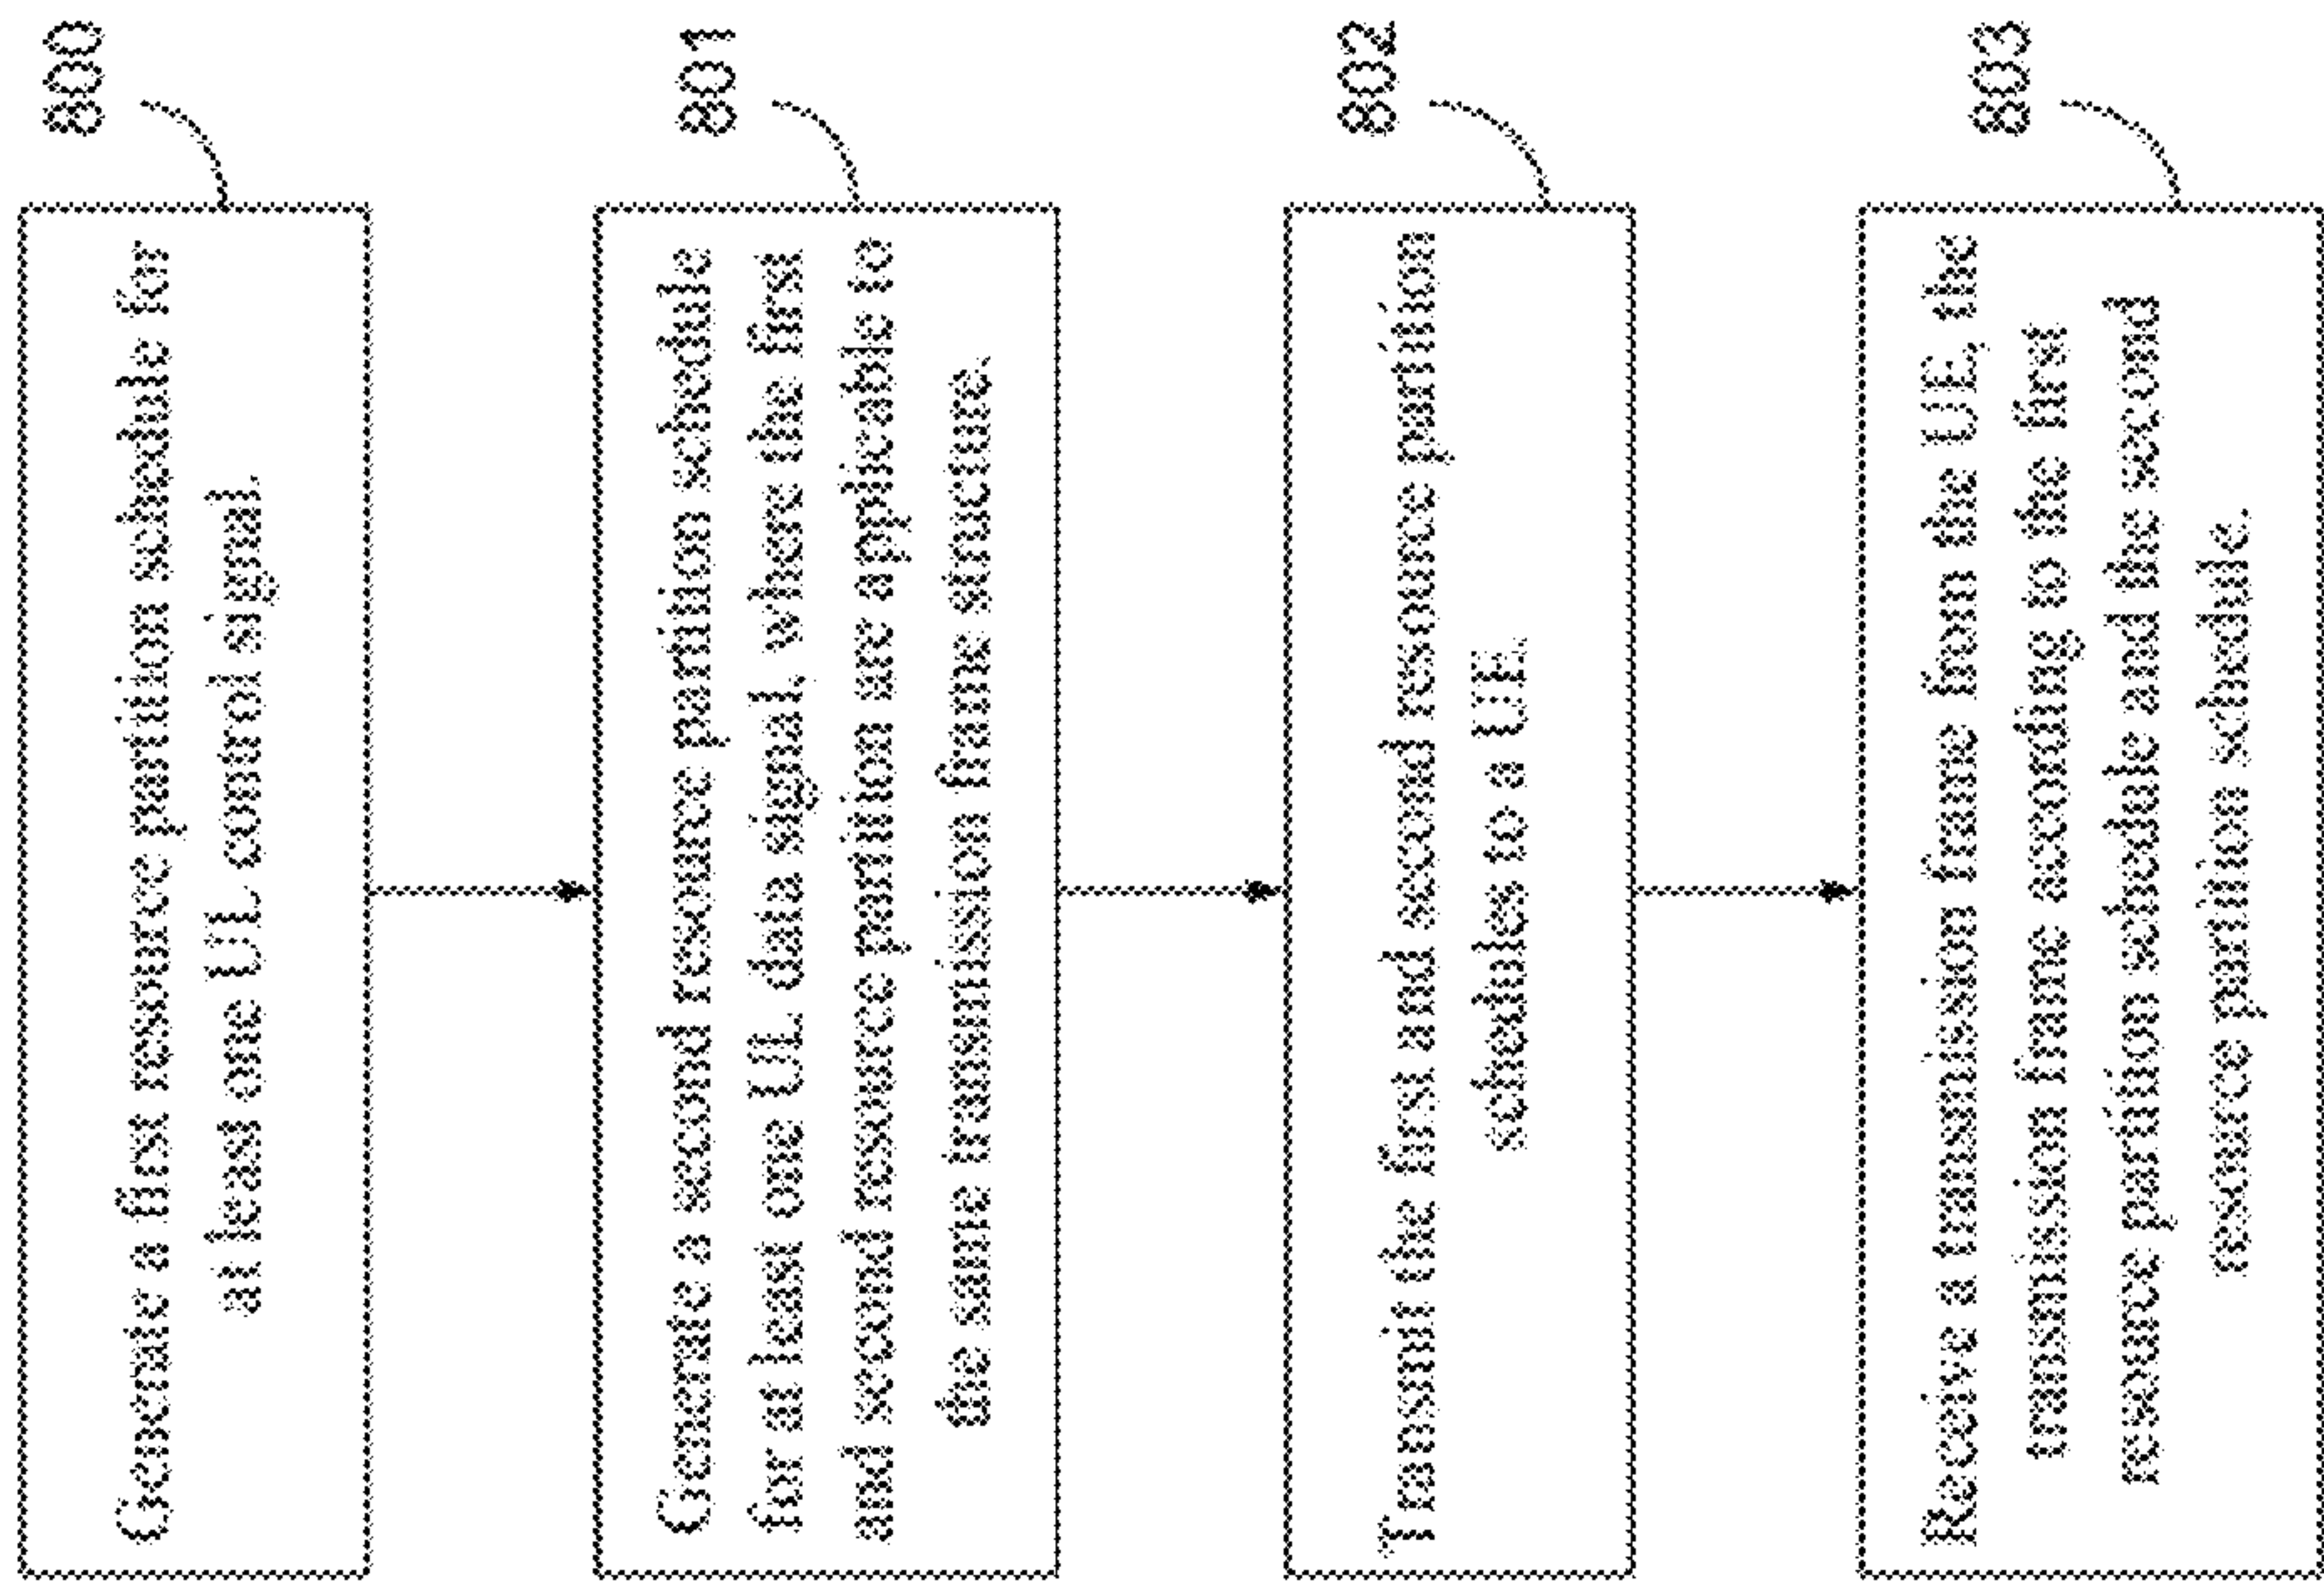 800
Generate a first resource partition schedule for
at least one UL control signal.
801
Generate a second resource partition schedule
for at least one UL data signal, where the first
and second resource partition are applicable to
the same transmission frame structure.
802
Transmit the first and second resource partition
schedules to a UE.
803
Receive a transmission frame from the UE, the
transmission frame according to the first
resource partition schedule and the second
resource partition schedule.